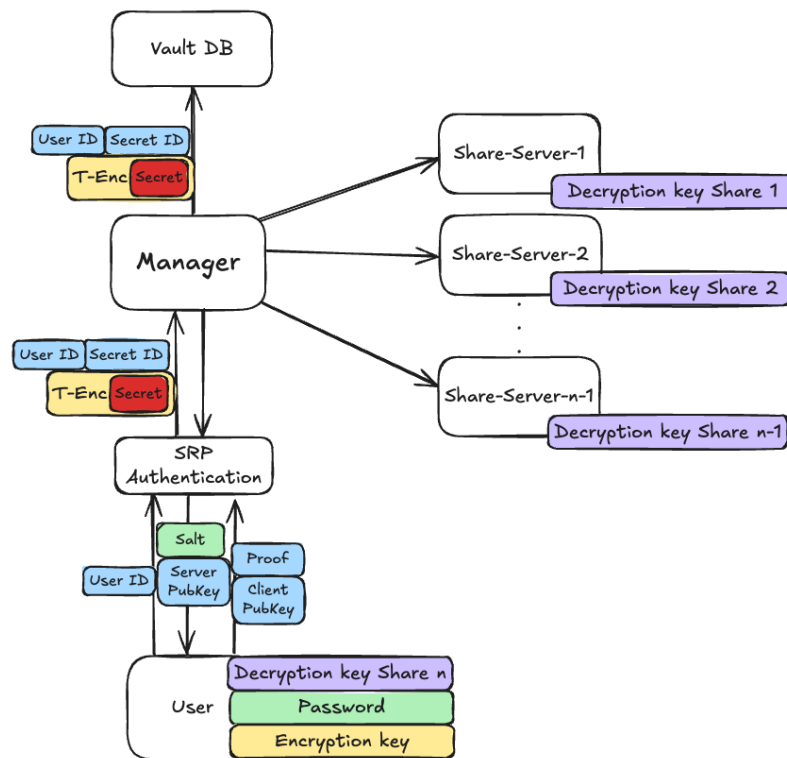 Vault DB
User ID
Secret ID
T-Enc
Secret
Manager
Share-Server-1
Decryption key Share 1
Share-Server-2
Decryption key Share 2
Share-Server-n-1
Decryption key Share n-1
User ID
Secret ID
T-Enc
Secret
SRP
Authentication
User ID
Salt
Server
PubKey
Proof
Client
PubKey
User
Decryption key Share n
Password
Encryption key